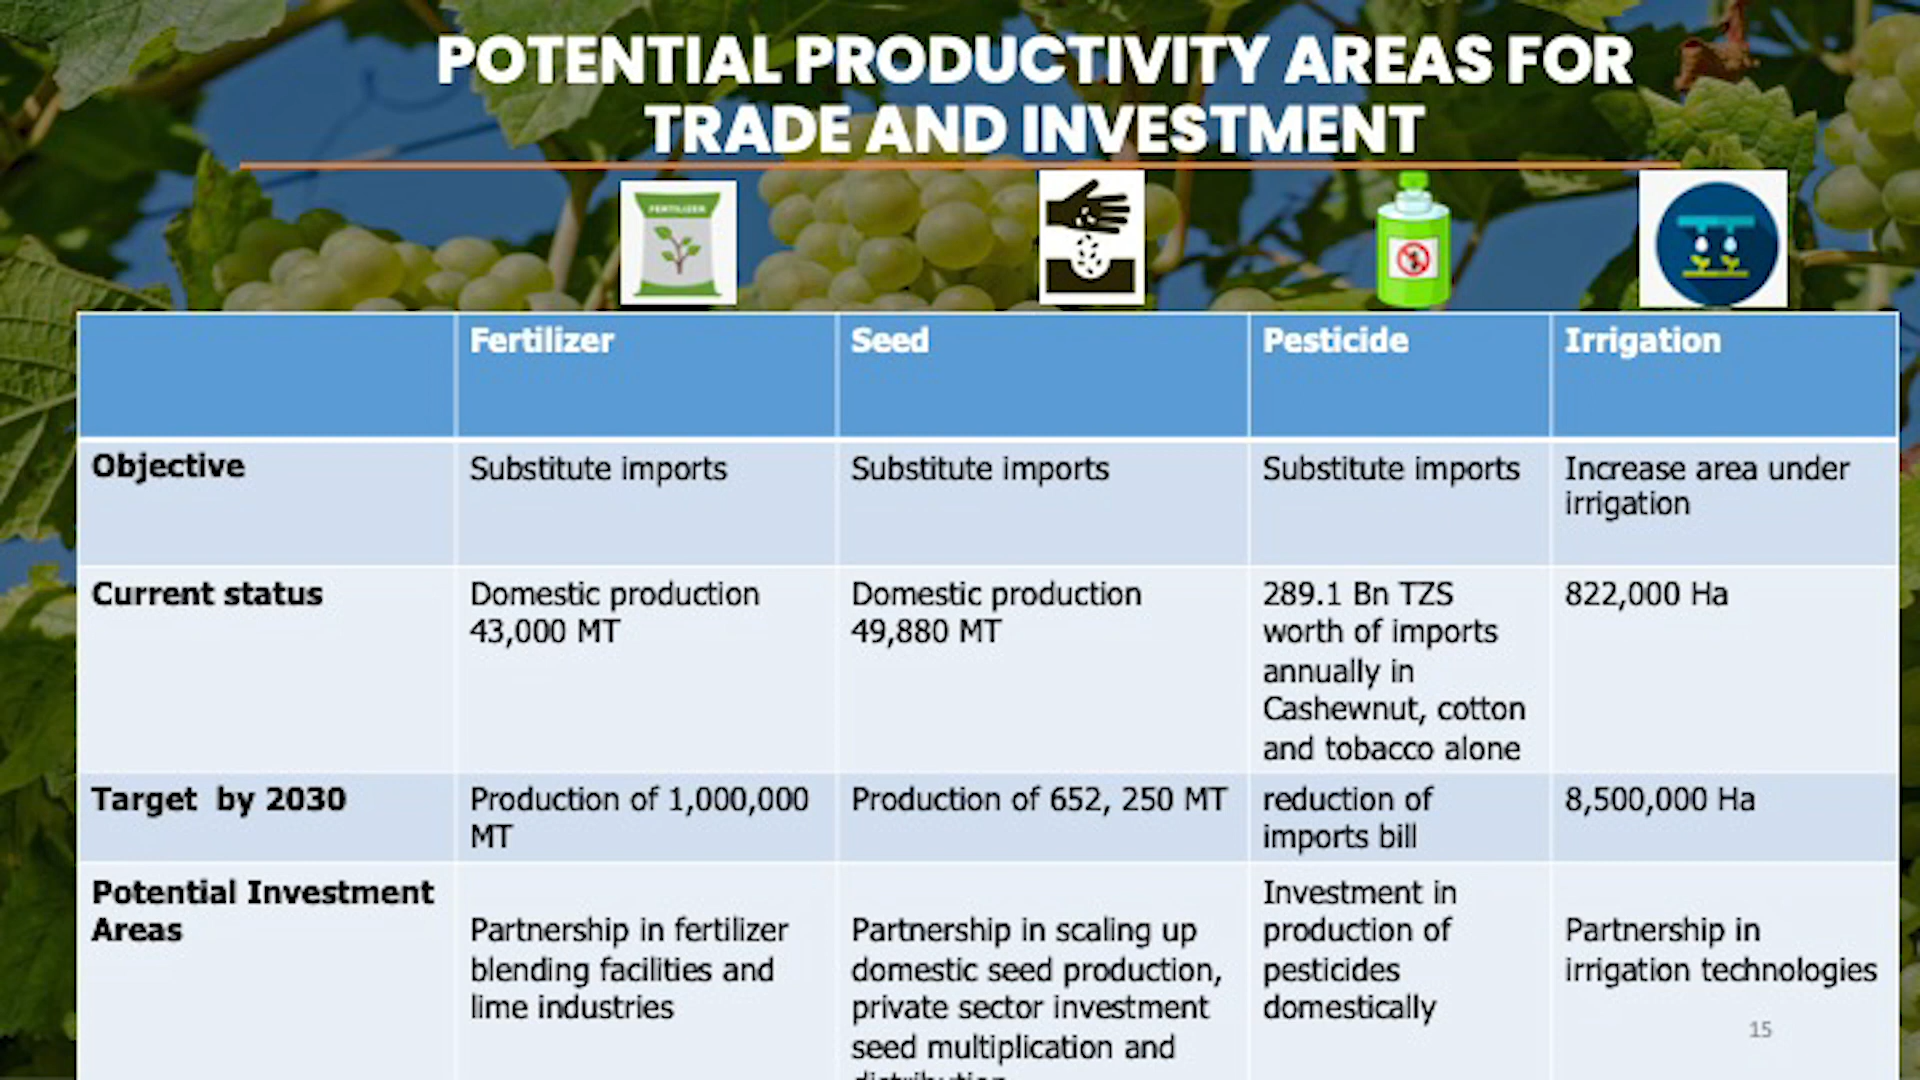 POTENTIAL PRODUCTIVITY AREAS FOR
TRADE AND INVESTMENT
FERTILIZER
Fertilizer
Seed
Pesticide
Irrigation
Objective
Substitute imports
Substitute imports
Substitute imports
Increase area under
irrigation
Current status
Domestic production
43,000 MT
Domestic production
49,880 MT
289.1 Bn TZS
worth of imports
annually in
Cashewnut, cotton
and tobacco alone
822,000 Ha
Target by 2030
Production of 1,000,000
MT
Production of 652, 250 MT
reduction of
imports bill
8,500,000 Ha
Potential Investment
Areas
Partnership in fertilizer
blending facilities and
lime industries
Partnership in scaling up
domestic seed production,
private sector investment
seed multiplication and
Investment in
production of
pesticides
domestically
Partnership in
irrigation technologies
15